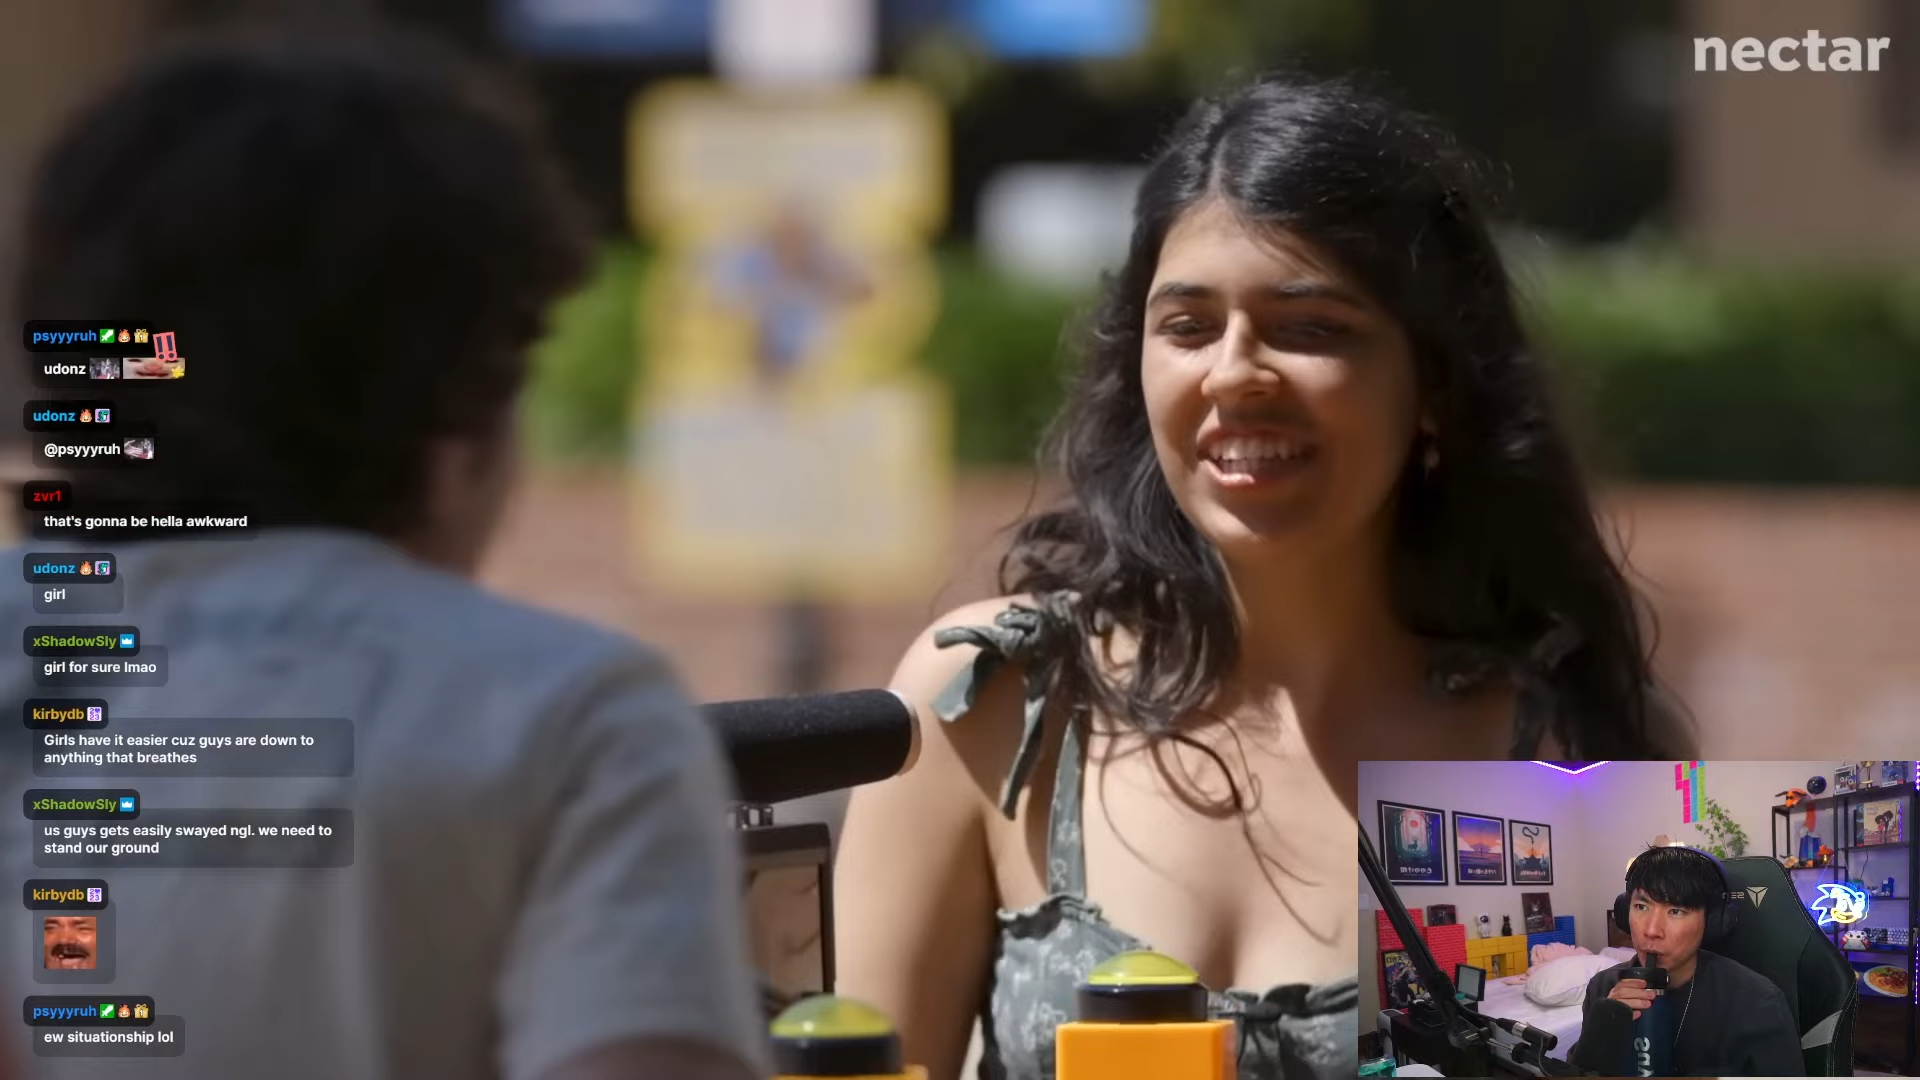 nectar
psyyyruh
udonz
udonz
@psyyyruh
zvr1
that's gonna be hella awkward
udonz
girl
xShadowSly
girl for sure lmao
kirbydb
Girls have it easier cuz guys are down to
anything that breathes
xShadowSly
us guys gets easily swayed ngl. we need to
stand our ground
kirbydb
psyyyruh
ew situationship lol